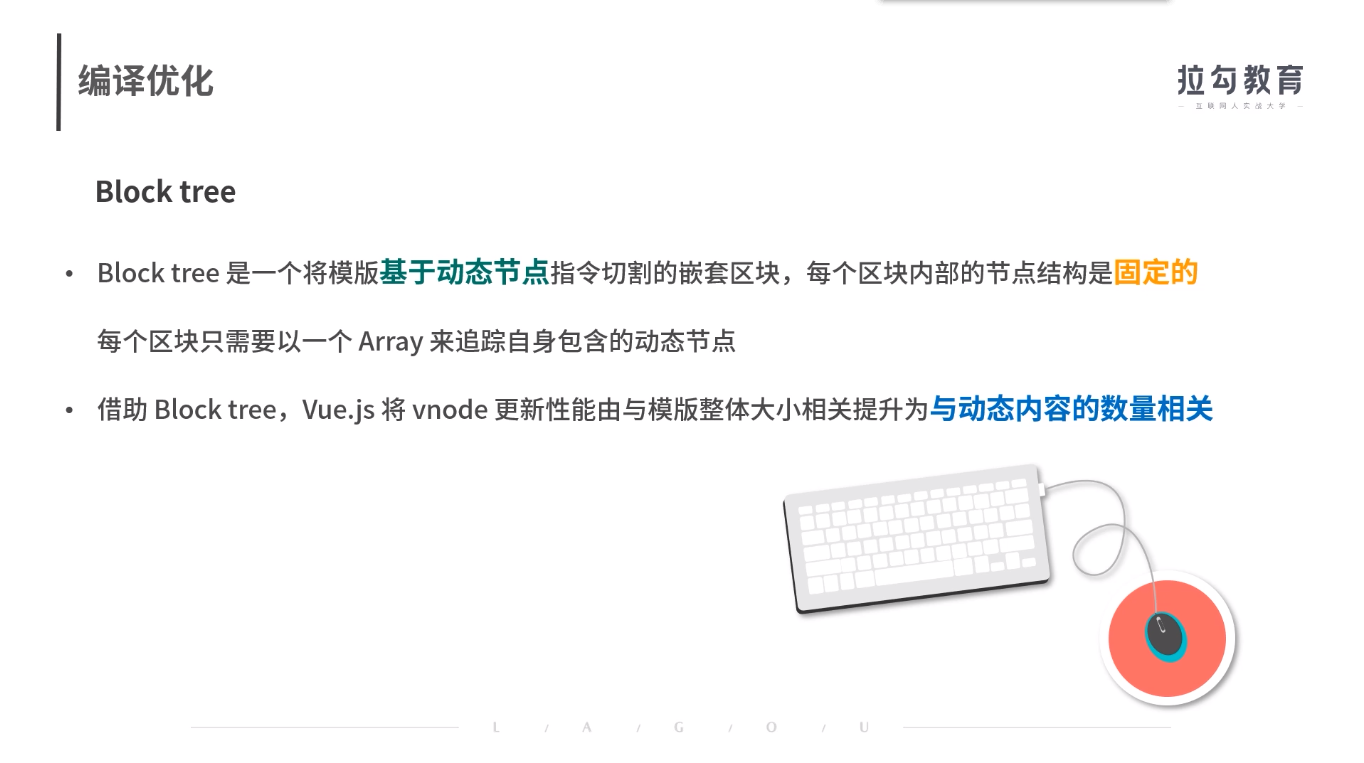 编译优化
拉勾教育
— 互联网人实战大学 —
Block tree
• Block tree 是一个将模版基于动态节点指令切割的嵌套区块，每个区块内部的节点结构是固定的
每个区块只需要以一个 Array 来追踪自身包含的动态节点
• 借助 Block tree，Vue.js 将 vnode 更新性能由与模版整体大小相关提升为与动态内容的数量相关
L / A / G / O / U